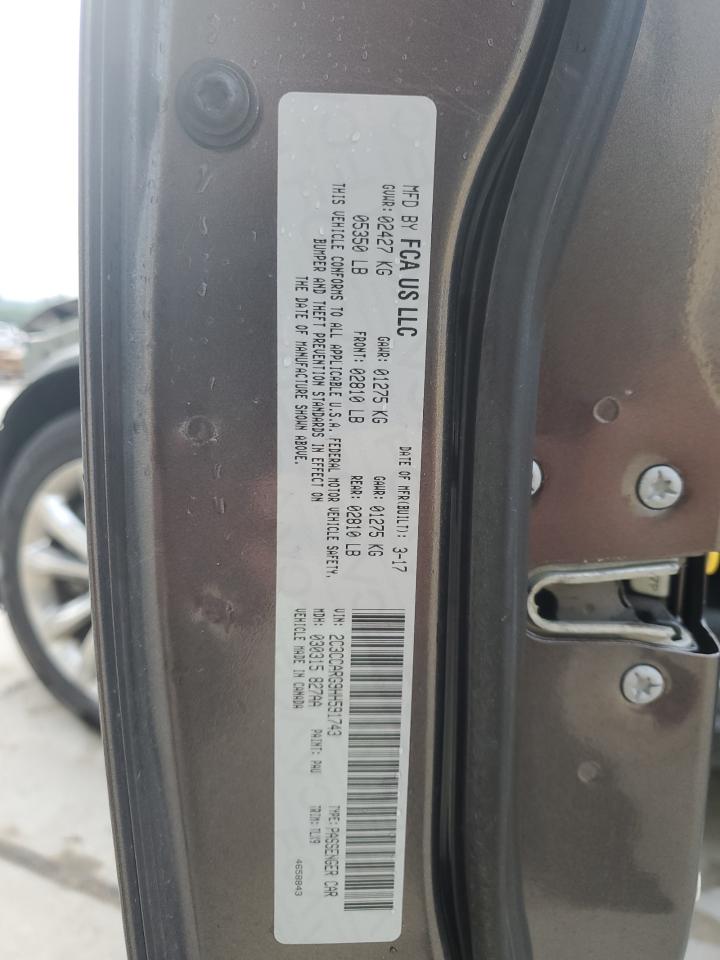 MFD BY FCA US LLC
DATE OF MFR(BUILT): 3-17
GVWR: 02427 KG
GAWR: 01275 KG
GAWR: 01275 KG
05350 LB
FRONT: 02810 LB
REAR: 02810 LB
THIS VEHICLE CONFORMS TO ALL APPLICABLE U.S.A. FEDERAL MOTOR VEHICLE SAFETY,
BUMPER AND THEFT PREVENTION STANDARDS IN EFFECT ON
THE DATE OF MANUFACTURE SHOWN ABOVE.
VIN: 2C3CCARG9HH591743
TYPE: PASSENGER CAR
MDH: 030315 827AA
PAINT: PAU
TRIM: TLX9
VEHICLE MADE IN CANADA
4658843